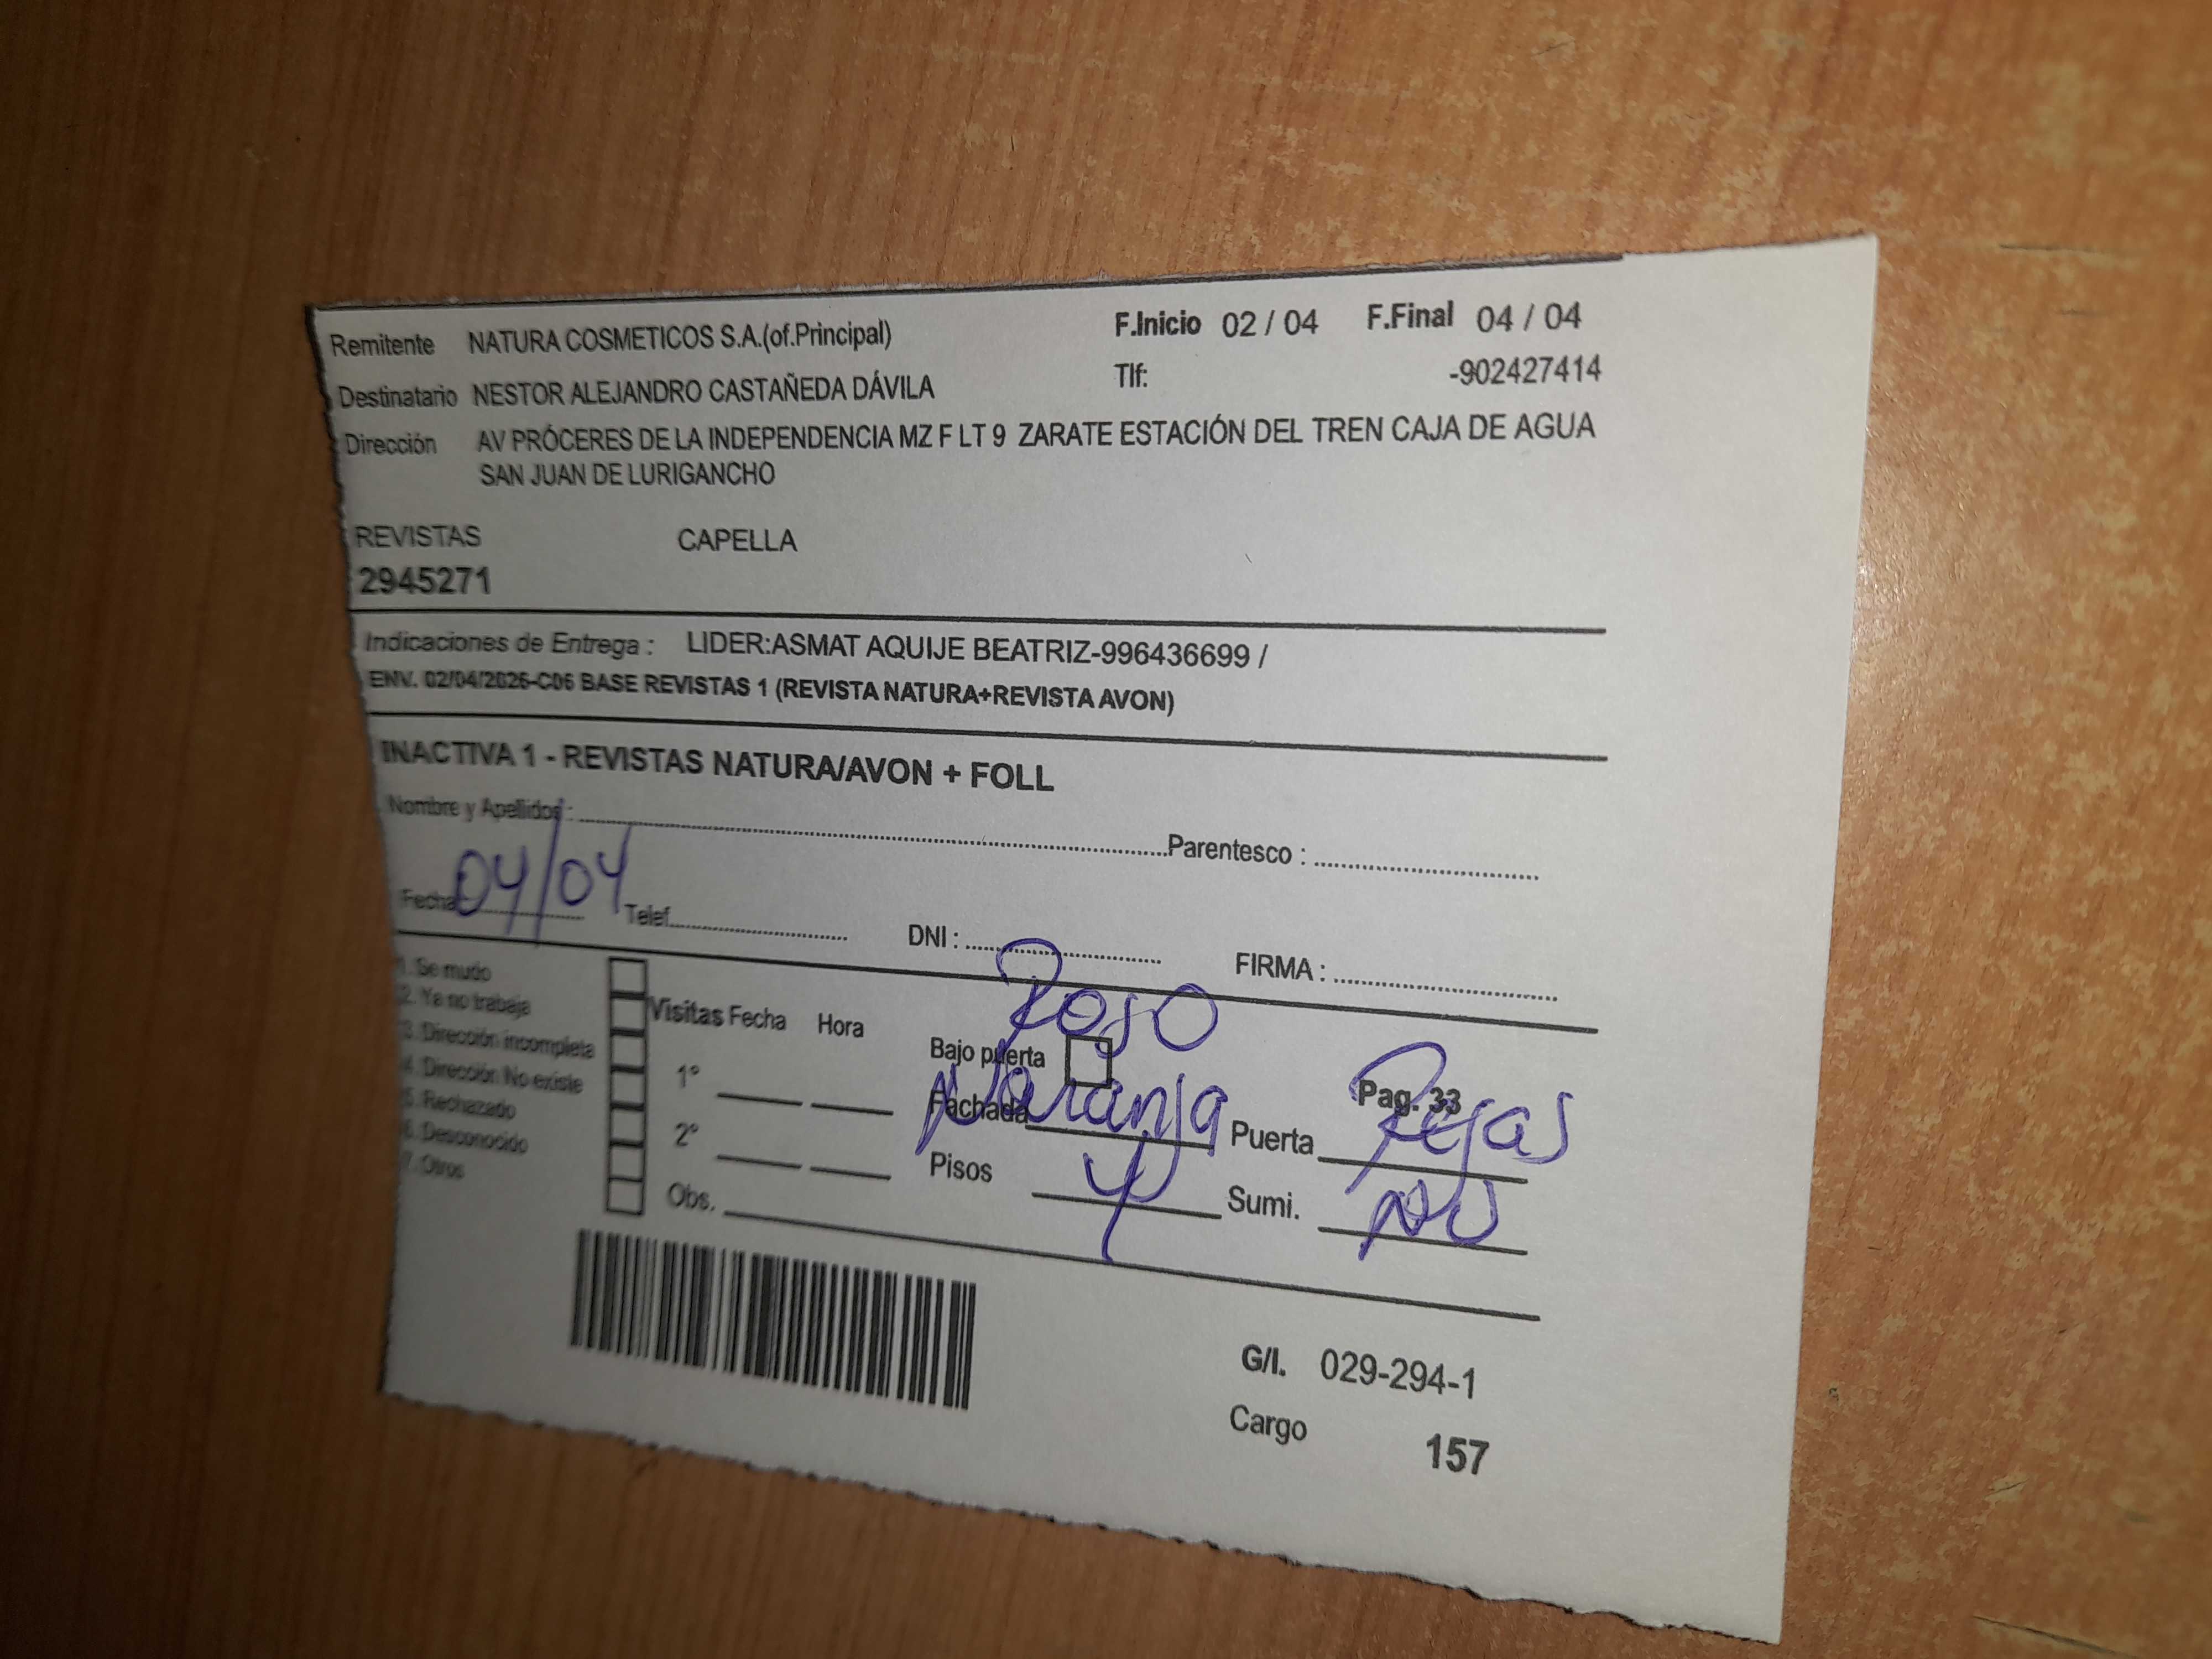 Remitente NATURA COSMETICOS S.A.(of.Principal) F.Inicio 02 / 04 F.Final 04 / 04
Destinatario NESTOR ALEJANDRO CASTAÑEDA DÁVILA Tlf: -902427414
Dirección AV PRÓCERES DE LA INDEPENDENCIA MZ F LT 9 ZARATE ESTACIÓN DEL TREN CAJA DE AGUA
SAN JUAN DE LURIGANCHO
REVISTAS CAPELLA
2945271
Indicaciones de Entrega : LIDER:ASMAT AQUIJE BEATRIZ-996436699 /
ENV. 02/04/2026-C06 BASE REVISTAS 1 (REVISTA NATURA+REVISTA AVON)
INACTIVA 1 - REVISTAS NATURA/AVON + FOLL
Nombre y Apellidos : Parentesco :
Fecha 04/04 Telef. DNI : FIRMA :
1. Se mudo
2. Ya no trabaja
3. Dirección incompleta
4. Dirección No existe
5. Rechazado
6. Desconocido
7. Otros
Visitas Fecha Hora
1°
2°
Obs.
Rojo
Bajo puerta
Pag. 33
Fachada Naranja Puerta Rejas
Pisos 4 Sumi. NO
G/I. 029-294-1
Cargo 157